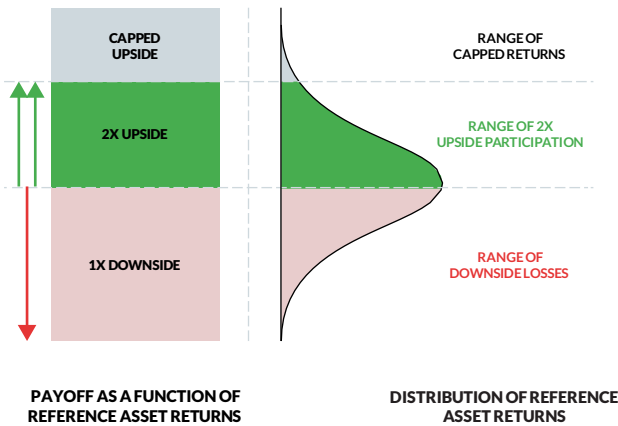 CAPPED
UPSIDE
RANGE OF
CAPPED RETURNS
2X UPSIDE
RANGE OF 2X
UPSIDE PARTICIPATION
1X DOWNSIDE
RANGE OF
DOWNSIDE LOSSES
PAYOFF AS A FUNCTION OF
REFERENCE ASSET RETURNS
DISTRIBUTION OF REFERENCE
ASSET RETURNS